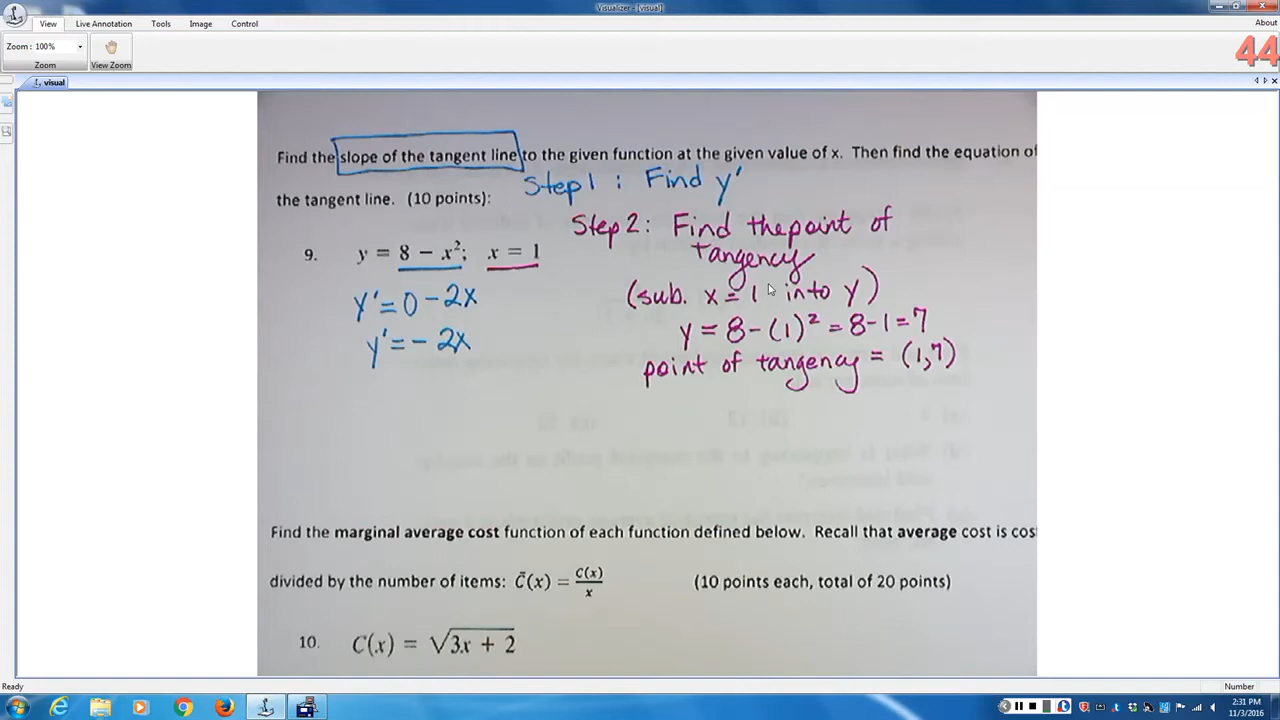 Visualizer - [visual]
View Live Annotation Tools Image Control
About
Zoom : 100%
Zoom
View Zoom
44
visual
Find the slope of the tangent line to the given function at the given value of x. Then find the equation of
Step 1 : Find y'
the tangent line. (10 points):
Step 2: Find the point of
tangency
9. y = 8 − x²; x = 1
(sub. x = 1 into y)
y' = 0 - 2x
y = 8 - (1)² = 8 - 1 = 7
y' = - 2x
point of tangency = (1,7)
Find the marginal average cost function of each function defined below. Recall that average cost is cos
divided by the number of items: C̄(x) = C(x)/x (10 points each, total of 20 points)
10. C(x) = √3x + 2
Ready
Number
2:31 PM
11/3/2016